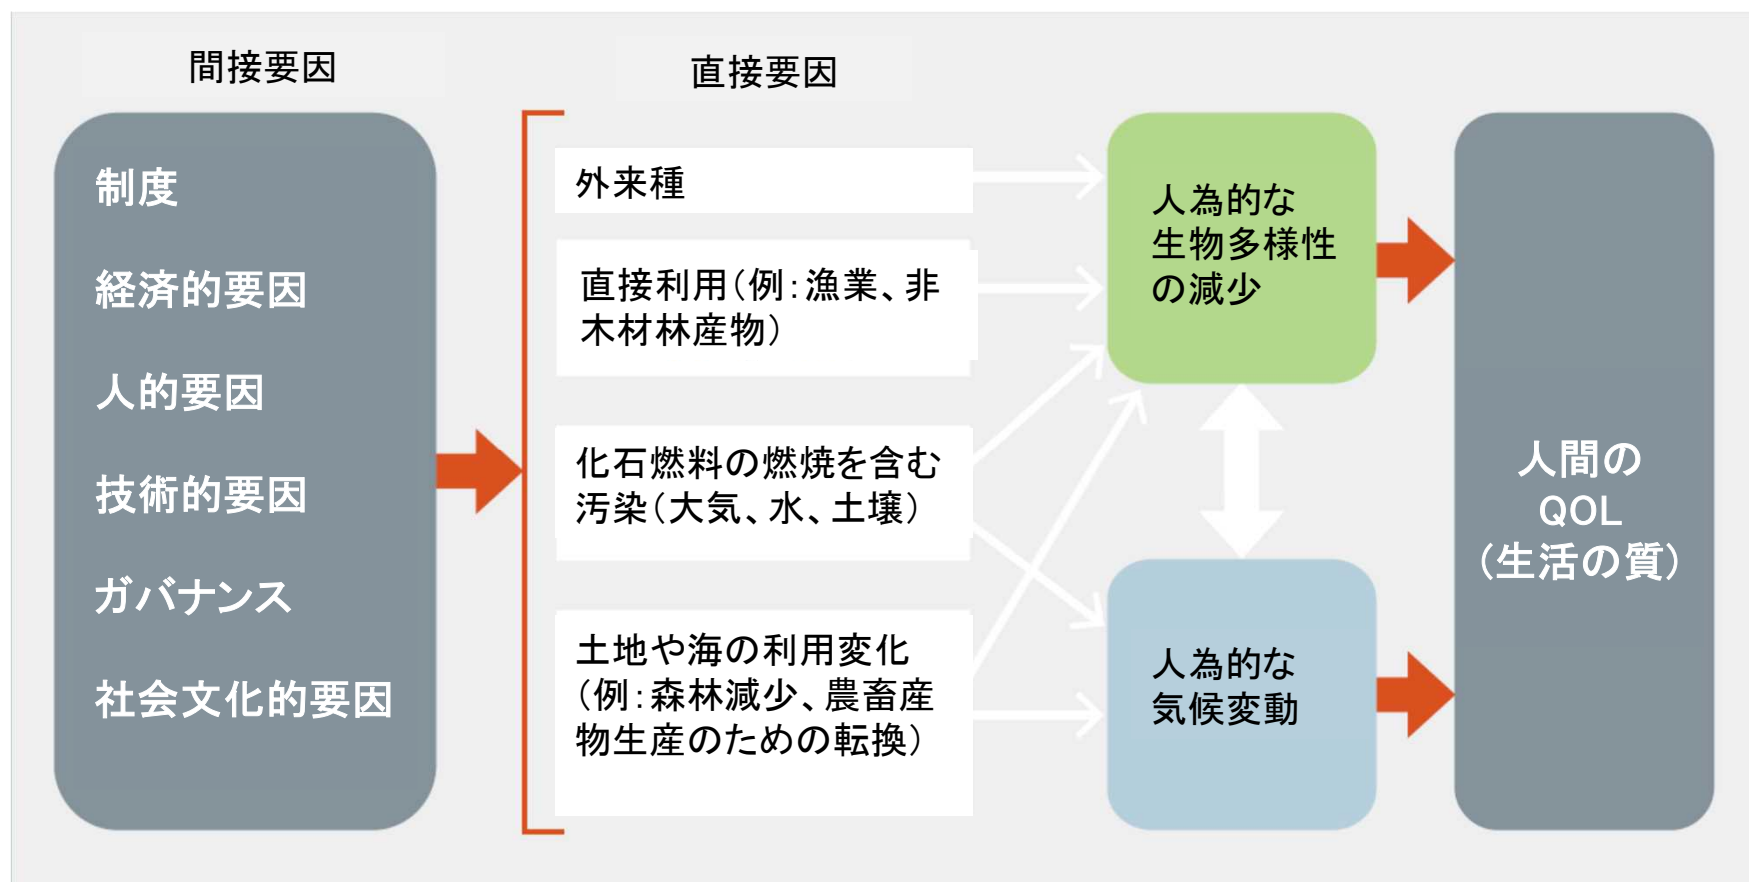 間接要因
制度
経済的要因
人的要因
技術的要因
ガバナンス
社会文化的要因
直接要因
外来種
直接利用（例：漁業、非
木材林産物）
化石燃料の燃焼を含む
汚染（大気、水、土壌）
土地や海の利用変化
（例：森林減少、農畜産
物生産のための転換）
人為的な
生物多様性
の減少
人為的な
気候変動
人間の
QOL
（生活の質）